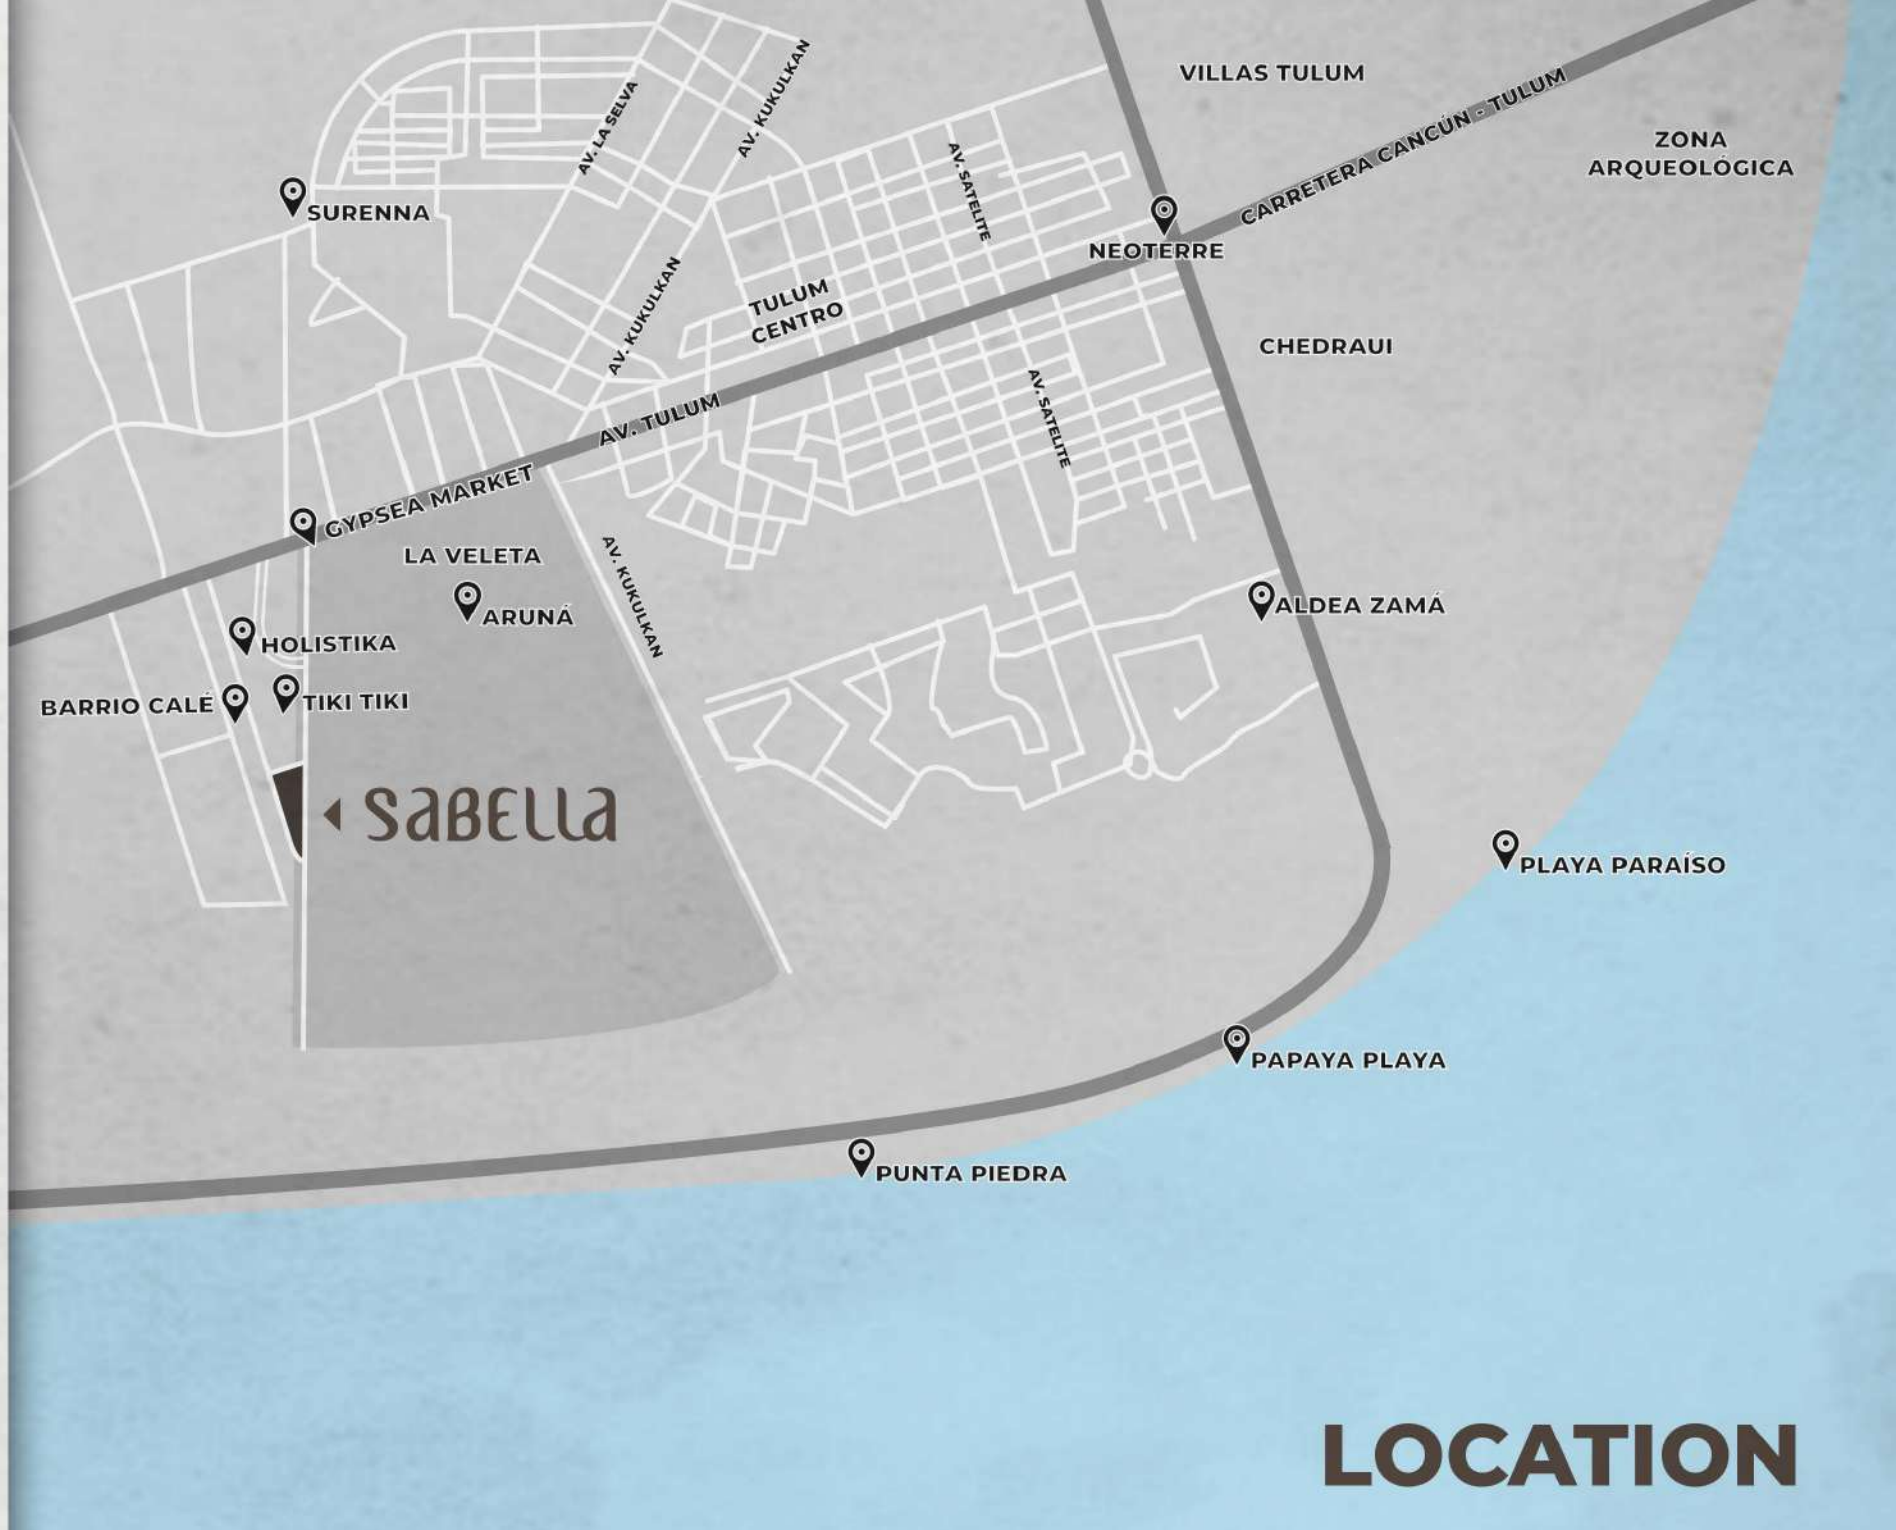 VILLAS TULUM
CARRETERA CANCÚN - TULUM
ZONA
ARQUEOLÓGICA
AV. LA SELVA
AV. KUKULKAN
AV. SATELITE
SURENNA
NEOTERRE
AV. KUKULKAN
TULUM
CENTRO
CHEDRAUI
AV. TULUM
AV. SATELITE
GYPSEA MARKET
LA VELETA
ARUNÁ
AV. KUKULKAN
ALDEA ZAMÁ
HOLISTIKA
BARRIO CALÉ
TIKI TIKI
SABELLA
PLAYA PARAÍSO
PAPAYA PLAYA
PUNTA PIEDRA
LOCATION